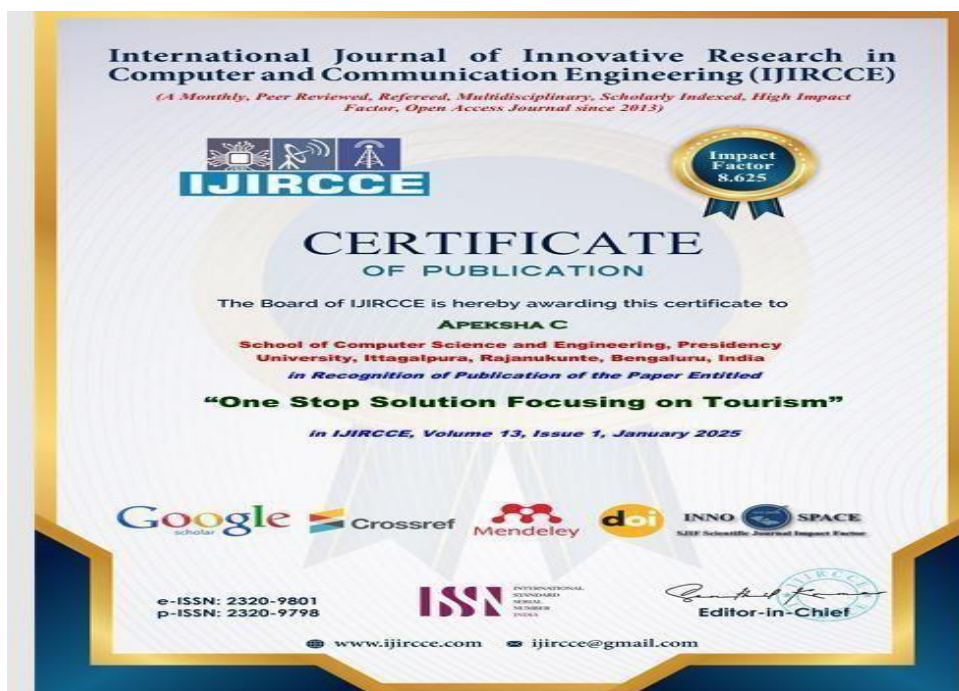 International Journal of Innovative Research in
Computer and Communication Engineering (IJIRCCE)
(A Monthly, Peer Reviewed, Refereed, Multidisciplinary, Scholarly Indexed, High Impact
Factor, Open Access Journal since 2013)
IJIRCCE
Impact
Factor
8.625
CERTIFICATE
OF PUBLICATION
The Board of IJIRCCE is hereby awarding this certificate to
APEKSHA C
School of Computer Science and Engineering, Presidency
University, Ittagalpura, Rajanukunte, Bengaluru, India
in Recognition of Publication of the Paper Entitled
“One Stop Solution Focusing on Tourism”
in IJIRCCE, Volume 13, Issue 1, January 2025
Google
scholar
Crossref
Mendeley
doi
INNO SPACE
SJIF Scientific Journal Impact Factor
e-ISSN: 2320-9801
p-ISSN: 2320-9798
ISSN
INTERNATIONAL
STANDARD
SERIAL
NUMBER
INDIA
IJIRCCE
Editor-in-Chief
www.ijircce.com ijircce@gmail.com